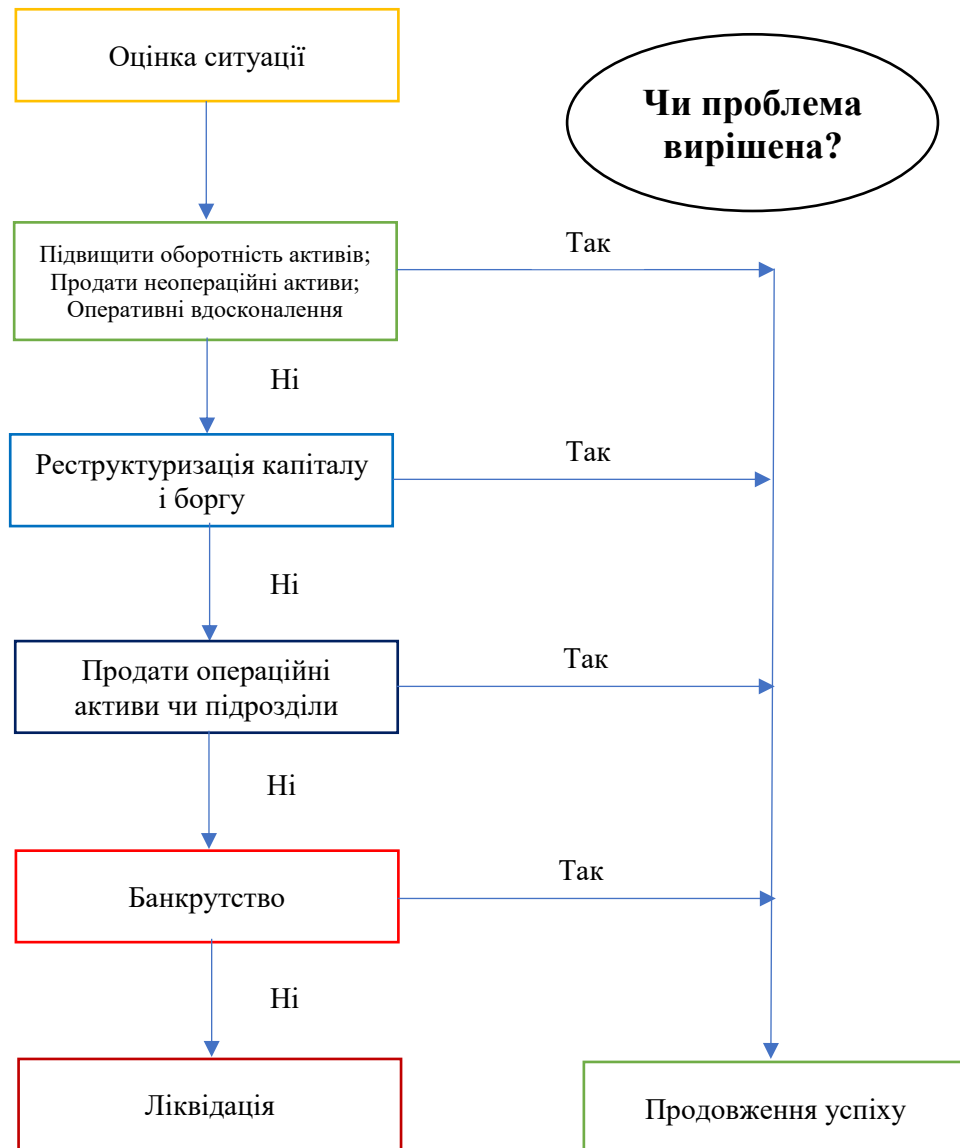 Оцінка ситуації
Чи проблема
вирішена?
Підвищити оборотність активів;
Продати неопераційні активи;
Оперативні вдосконалення
Так
Ні
Реструктуризація капіталу
і боргу
Так
Ні
Продати операційні
активи чи підрозділи
Так
Ні
Банкрутство
Так
Ні
Ліквідація
Продовження успіху